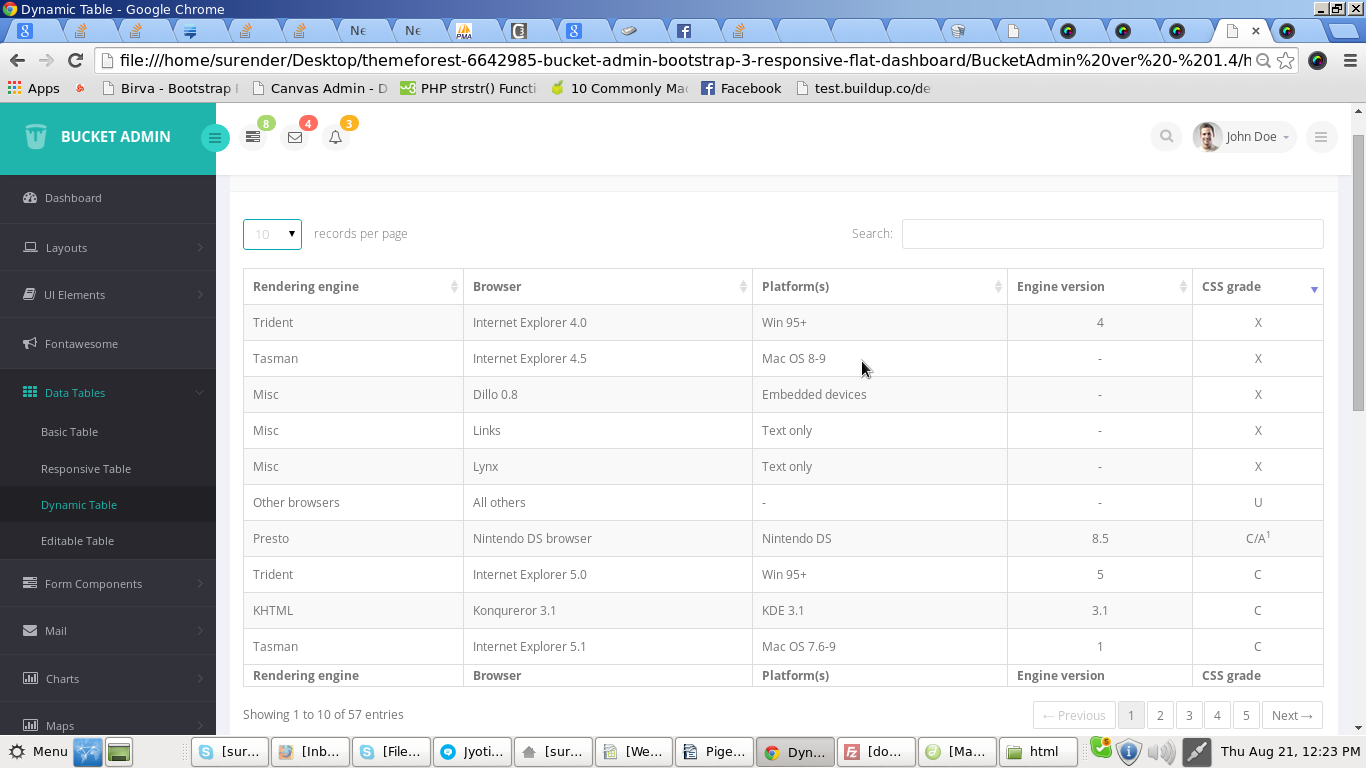 Dynamic Table - Google Chrome
Ne Ne PMA
file:///home/surender/Desktop/themeforest-6642985-bucket-admin-bootstrap-3-responsive-flat-dashboard/BucketAdmin%20ver%20-%201.4/h
Apps Birva - Bootstrap Canvas Admin - D PHP strstr() Functi 10 Commonly Ma Facebook test.buildup.co/de
BUCKET ADMIN 8 4 3 John Doe
Dashboard
Layouts
UI Elements
Fontawesome
Data Tables
Basic Table
Responsive Table
Dynamic Table
Editable Table
Form Components
Mail
Charts
Maps
10 records per page Search:
Rendering engine Browser Platform(s) Engine version CSS grade
Trident Internet Explorer 4.0 Win 95+ 4 X
Tasman Internet Explorer 4.5 Mac OS 8-9 - X
Misc Dillo 0.8 Embedded devices - X
Misc Links Text only - X
Misc Lynx Text only - X
Other browsers All others - - U
Presto Nintendo DS browser Nintendo DS 8.5 C/A¹
Trident Internet Explorer 5.0 Win 95+ 5 C
KHTML Konqureror 3.1 KDE 3.1 3.1 C
Tasman Internet Explorer 5.1 Mac OS 7.6-9 1 C
Rendering engine Browser Platform(s) Engine version CSS grade
Showing 1 to 10 of 57 entries ← Previous 1 2 3 4 5 Next →
Menu [sur... [Inb... [File... Jyoti... [sur... [We... Pige... Dyn... [do... [Ma... html Thu Aug 21, 12:23 PM